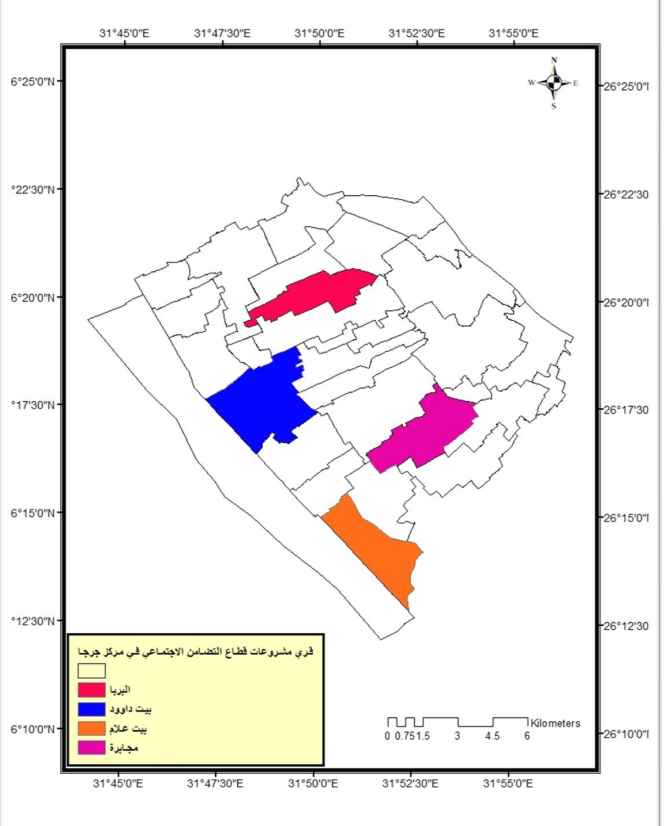 31°45'0"E 31°47'30"E 31°50'0"E 31°52'30"E 31°55'0"E
N
W E
S
6°25'0"N 26°25'0"N
°22'30"N 26°22'30
6°20'0"N 26°20'0"N
°17'30"N 26°17'30
6°15'0"N 26°15'0"N
°12'30"N 26°12'30
6°10'0"N 26°10'0"N
قري مشروعات قطاع التضامن الاجتماعي في مركز جرجا
البربا
بيت داوود
بيت علام
مجابرة
Kilometers
0 0.75 1.5 3 4.5 6
31°45'0"E 31°47'30"E 31°50'0"E 31°52'30"E 31°55'0"E